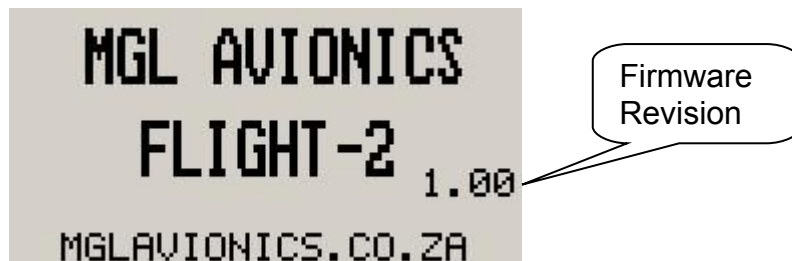 MGL AVIONICS
FLIGHT-2
1.00
MGLAVIONICS.CO.ZA
Firmware
Revision